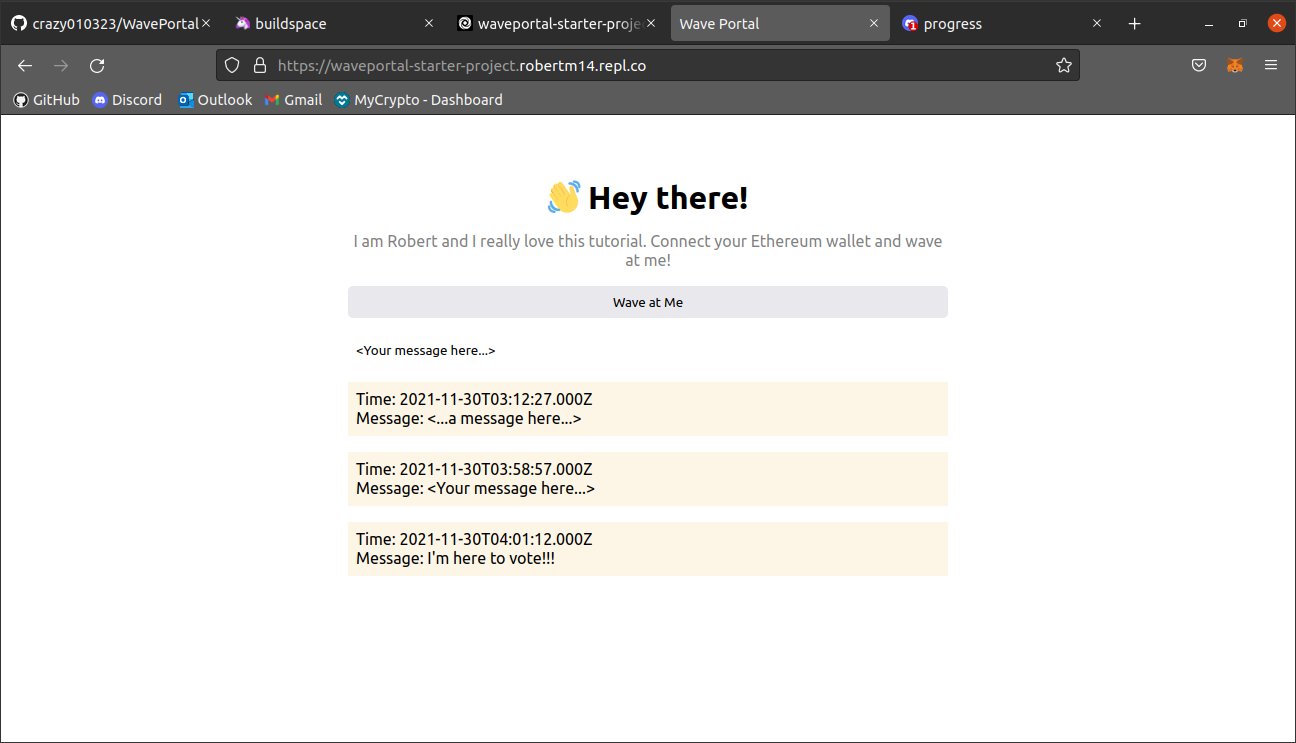 crazy010323/WavePortal
buildspace
waveportal-starter-proje
Wave Portal
1
progress
https://waveportal-starter-project.robertm14.repl.co
GitHub
Discord
Outlook
Gmail
MyCrypto - Dashboard
👋 Hey there!
I am Robert and I really love this tutorial. Connect your Ethereum wallet and wave
at me!
Wave at Me
<Your message here...>
Time: 2021-11-30T03:12:27.000Z
Message: <...a message here...>
Time: 2021-11-30T03:58:57.000Z
Message: <Your message here...>
Time: 2021-11-30T04:01:12.000Z
Message: I'm here to vote!!!